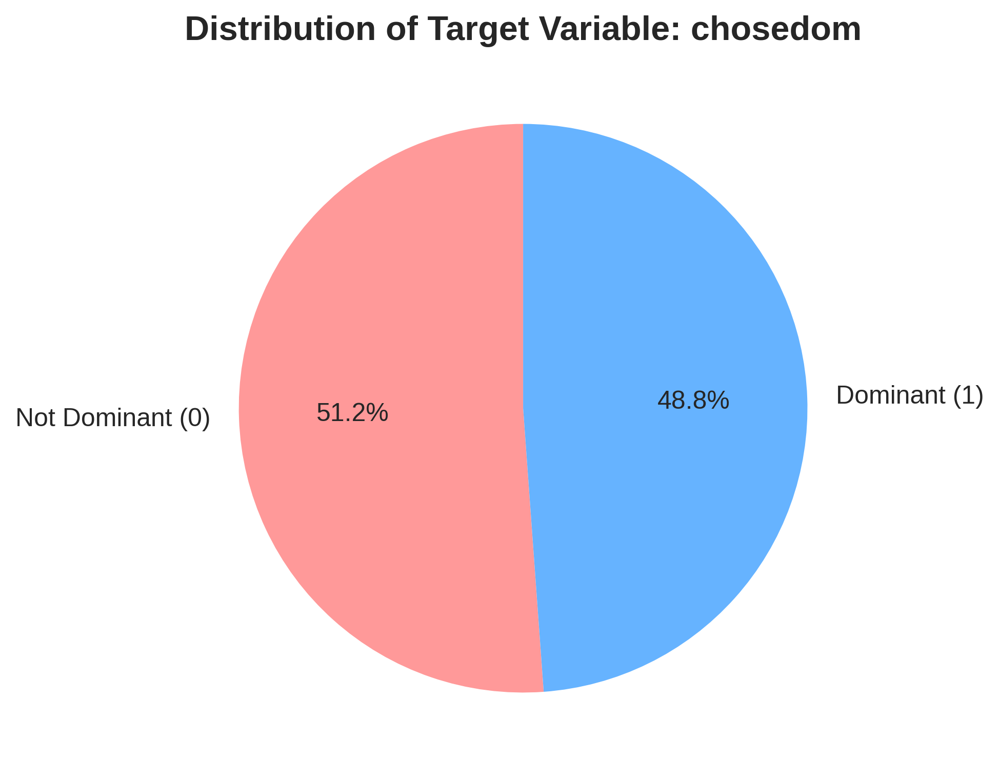 Distribution of Target Variable: chosedom
48.8%
Dominant (1)
51.2%
Not Dominant (0)